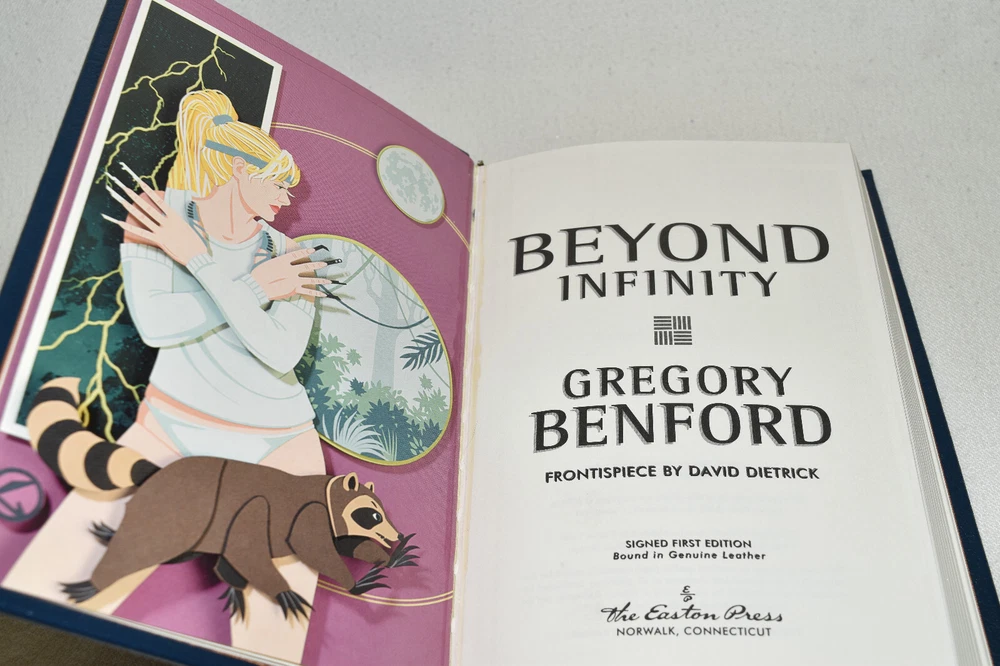 BEYOND
INFINITY
GREGORY
BENFORD
FRONTISPIECE BY DAVID DIETRICK
SIGNED FIRST EDITION
Bound in Genuine Leather
EP
The Easton Press
NORWALK, CONNECTICUT